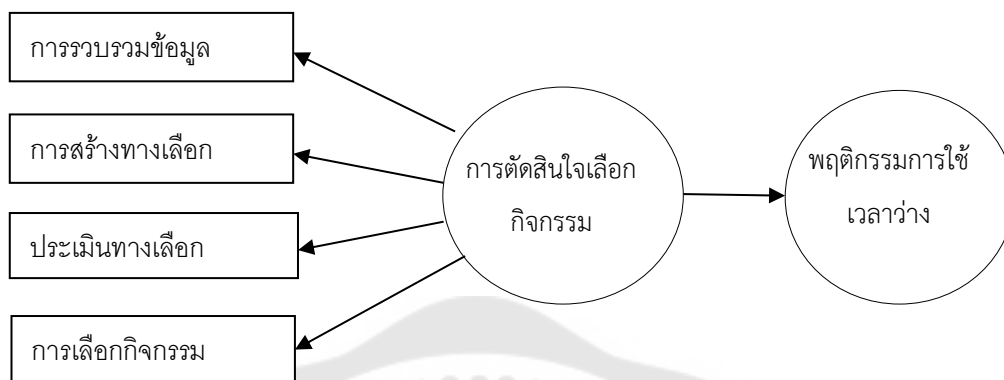 การรวบรวมข้อมูล
การสร้างทางเลือก
ประเมินทางเลือก
การเลือกกิจกรรม
การตัดสินใจเลือก
กิจกรรม
พฤติกรรมการใช้
เวลาว่าง